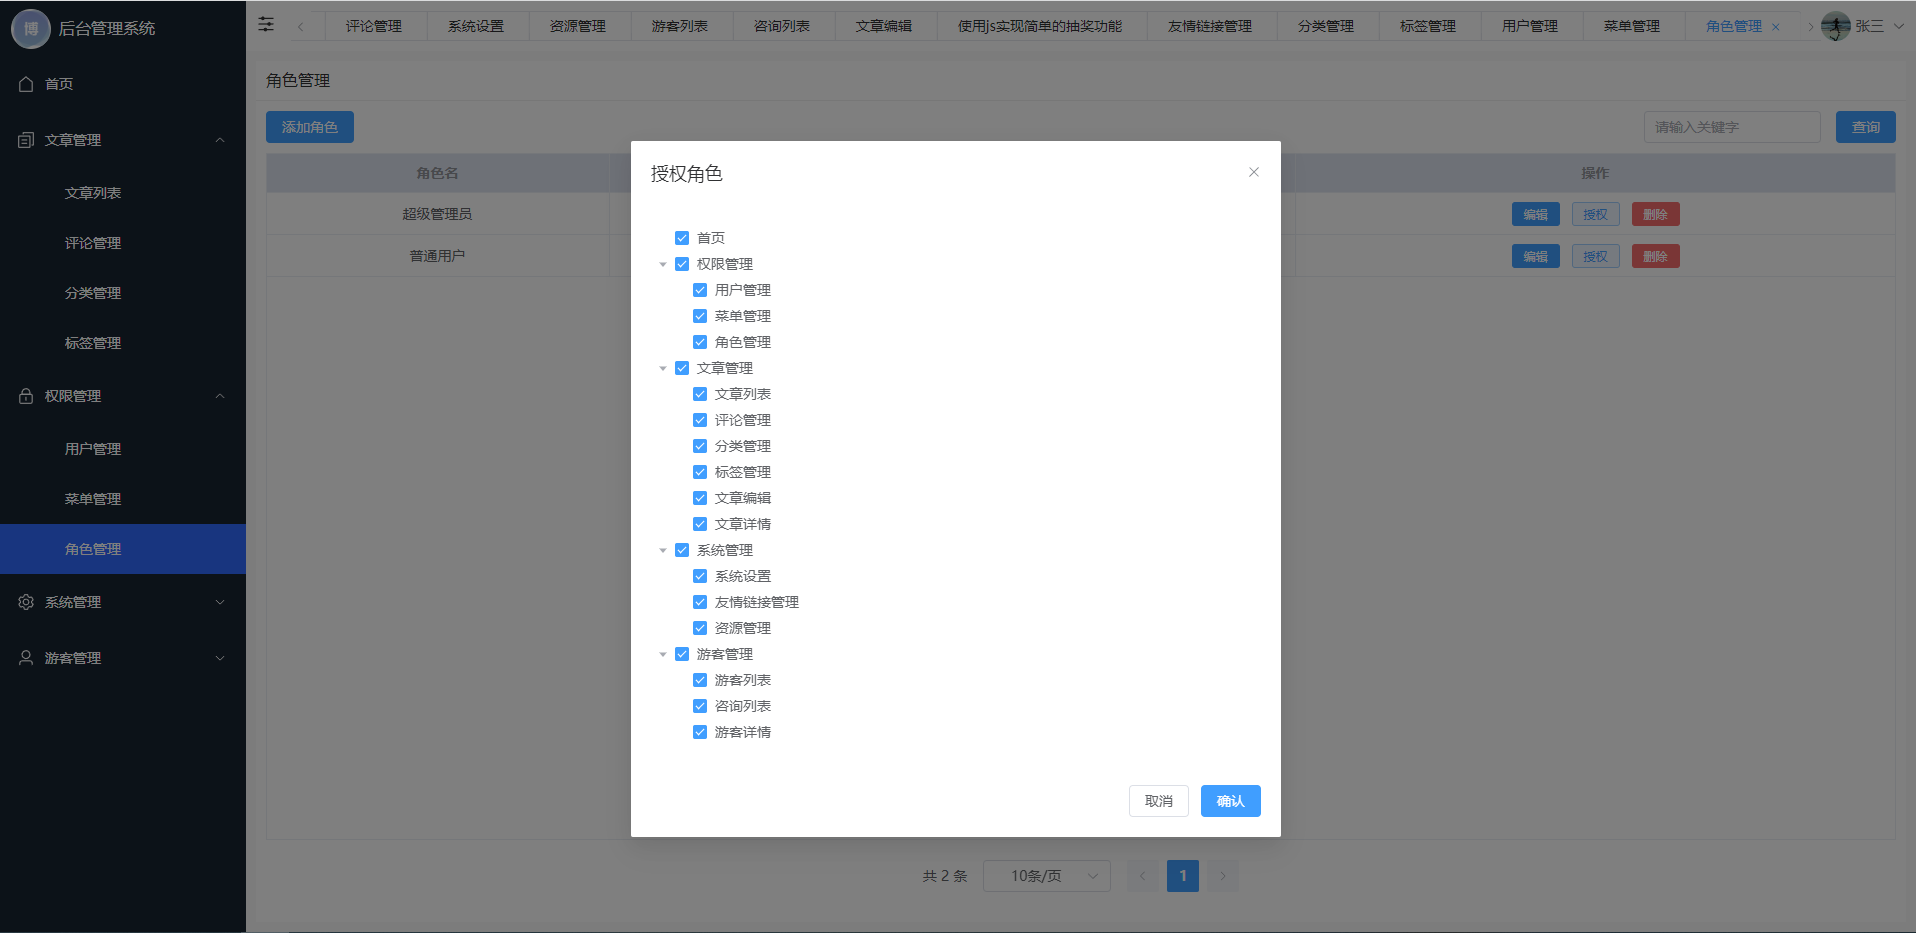 博 后台管理系统
评论管理 系统设置 资源管理 游客列表 咨询列表 文章编辑 使用js实现简单的抽奖功能 友情链接管理 分类管理 标签管理 用户管理 菜单管理 角色管理 张三
首页
文章管理
文章列表
评论管理
分类管理
标签管理
权限管理
用户管理
菜单管理
角色管理
系统管理
游客管理
角色管理
添加角色 请输入关键字 查询
角色名 操作
超级管理员 编辑 授权 删除
普通用户 编辑 授权 删除
授权角色
首页
权限管理
用户管理
菜单管理
角色管理
文章管理
文章列表
评论管理
分类管理
标签管理
文章编辑
文章详情
系统管理
系统设置
友情链接管理
资源管理
游客管理
游客列表
咨询列表
游客详情
取消 确认
共 2 条 10条/页 1